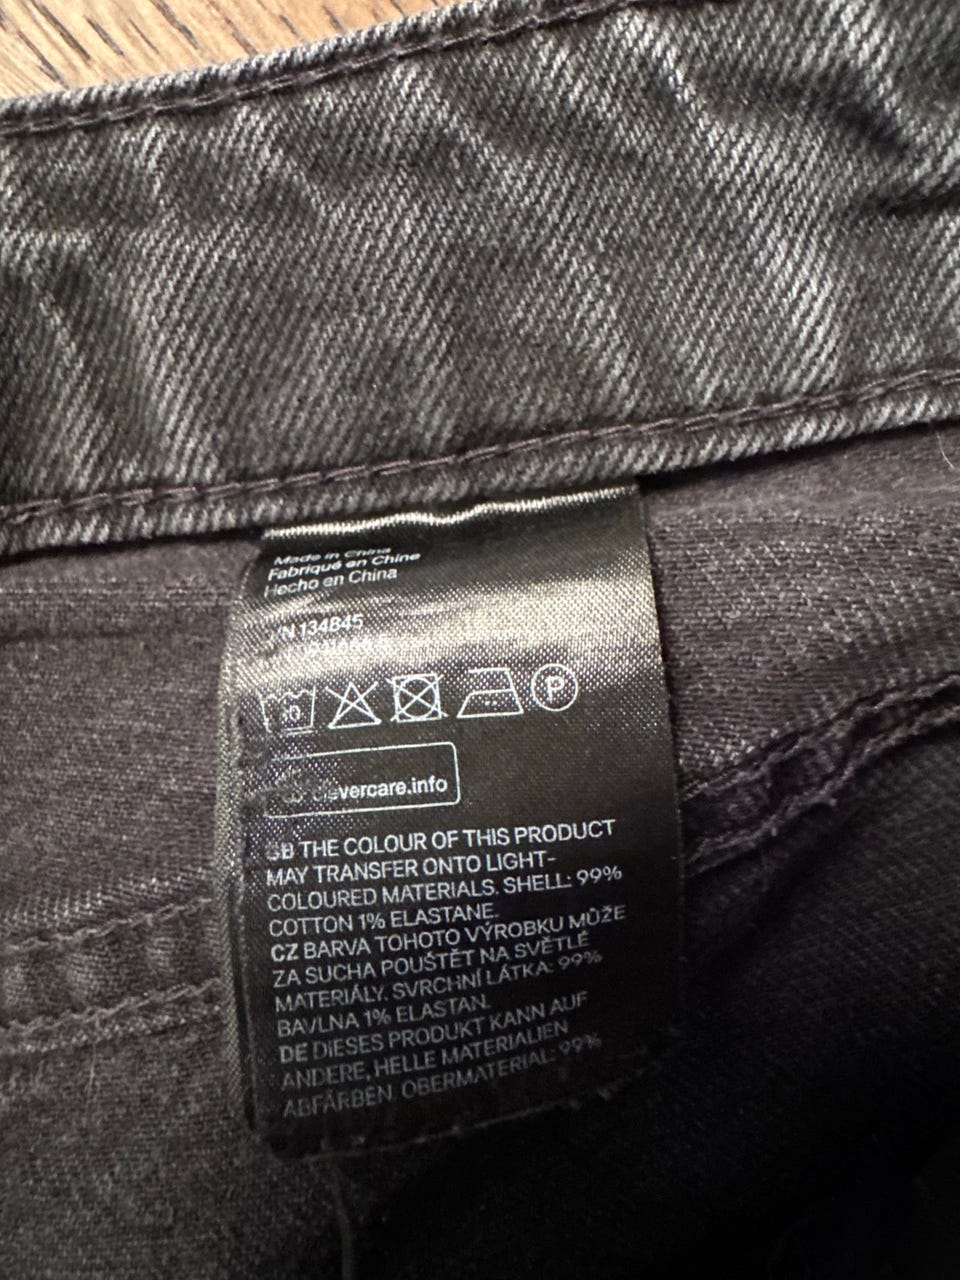 Made in China
Fabriqué en Chine
Hecho en China
134845
P
GB THE COLOUR OF THIS PRODUCT
MAY TRANSFER ONTO LIGHT-
COLOURED MATERIALS. SHELL: 99%
COTTON 1% ELASTANE.
CZ BARVA TOHOTO VÝROBKU MŮŽE
ZA SUCHA POUŠTĚT NA SVĚTLÉ
MATERIÁLY. SVRCHNÍ LÁTKA: 99%
BAVLNA 1% ELASTAN.
DE DIESES PRODUKT KANN AUF
ANDERE, HELLE MATERIALIEN
ABFÄRBEN. OBERMATERIAL: 99%